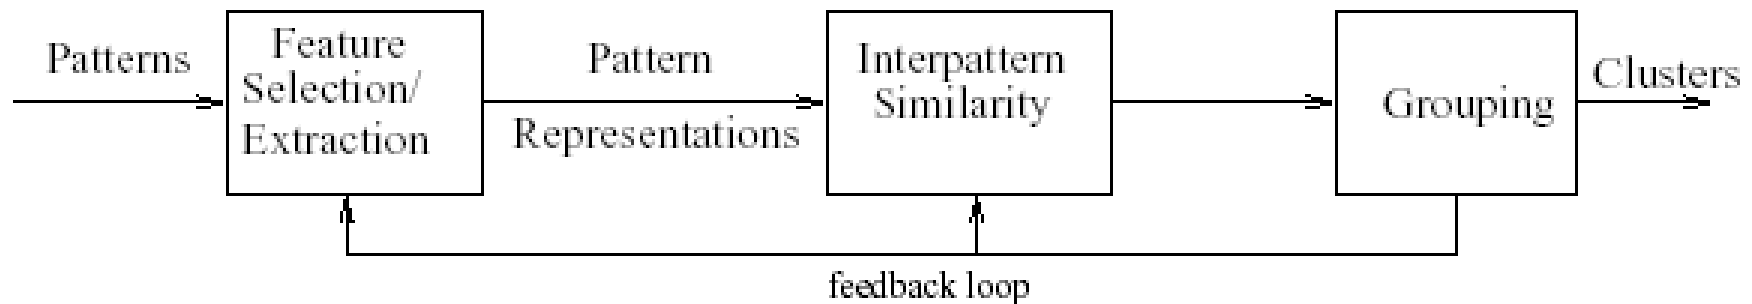 Patterns
Feature
Selection/
Extraction
Pattern
Representations
Interpattern
Similarity
Grouping
Clusters
feedback loop